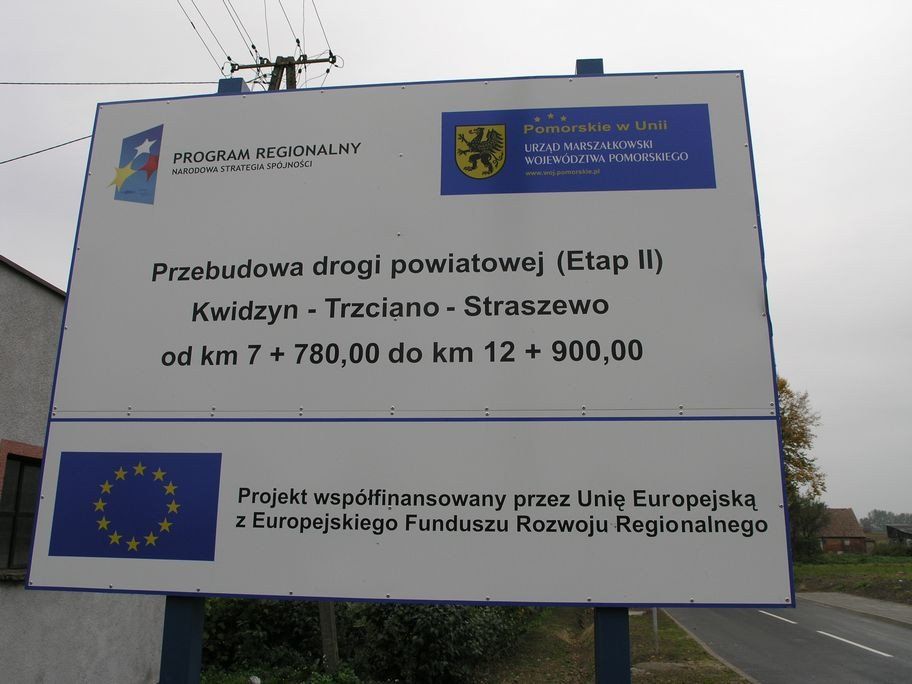 PROGRAM REGIONALNY
NARODOWA STRATEGIA SPÓJNOŚCI
Pomorskie w Unii
URZĄD MARSZAŁKOWSKI
WOJEWÓDZTWA POMORSKIEGO
www.woj.pomorskie.pl
Przebudowa drogi powiatowej (Etap II)
Kwidzyn - Trzciano - Straszewo
od km 7 + 780,00 do km 12 + 900,00
Projekt współfinansowany przez Unię Europejską
z Europejskiego Funduszu Rozwoju Regionalnego